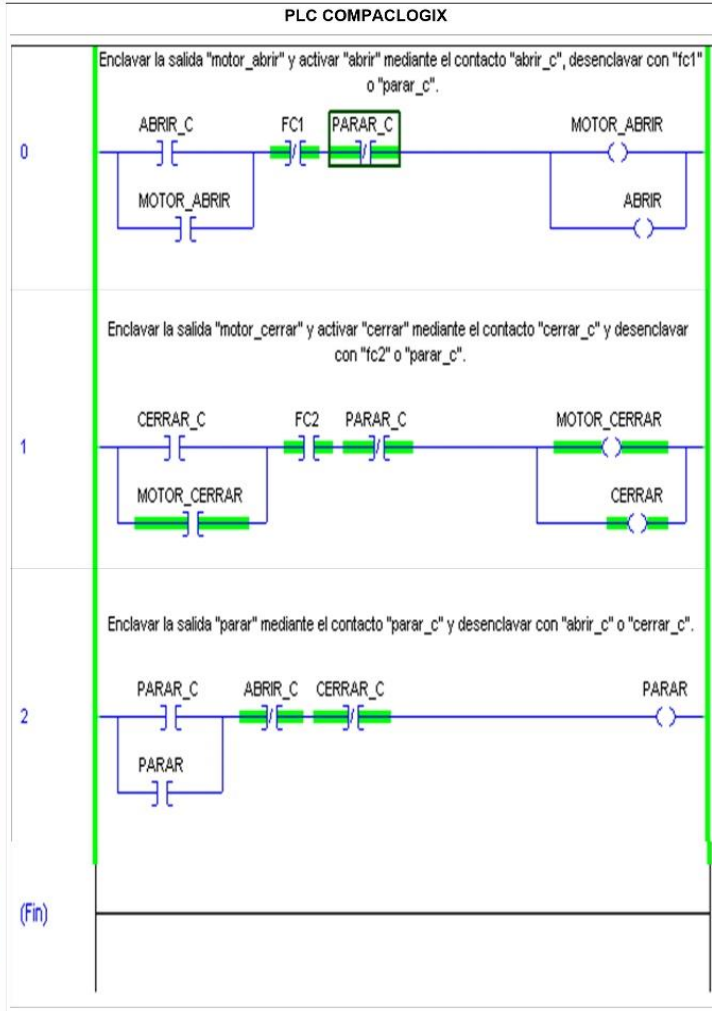 PLC COMPACLOGIX
Enclavar la salida "motor_abrir" y activar "abrir" mediante el contacto "abrir_c", desenclavar con "fc1"
o "parar_c".
ABRIR_C FC1 PARAR_C MOTOR_ABRIR
0
MOTOR_ABRIR ABRIR
Enclavar la salida "motor_cerrar" y activar "cerrar" mediante el contacto "cerrar_c" y desenclavar
con "fc2" o "parar_c".
CERRAR_C FC2 PARAR_C MOTOR_CERRAR
1
MOTOR_CERRAR CERRAR
Enclavar la salida "parar" mediante el contacto "parar_c" y desenclavar con "abrir_c" o "cerrar_c".
PARAR_C ABRIR_C CERRAR_C PARAR
2
PARAR
(Fin)